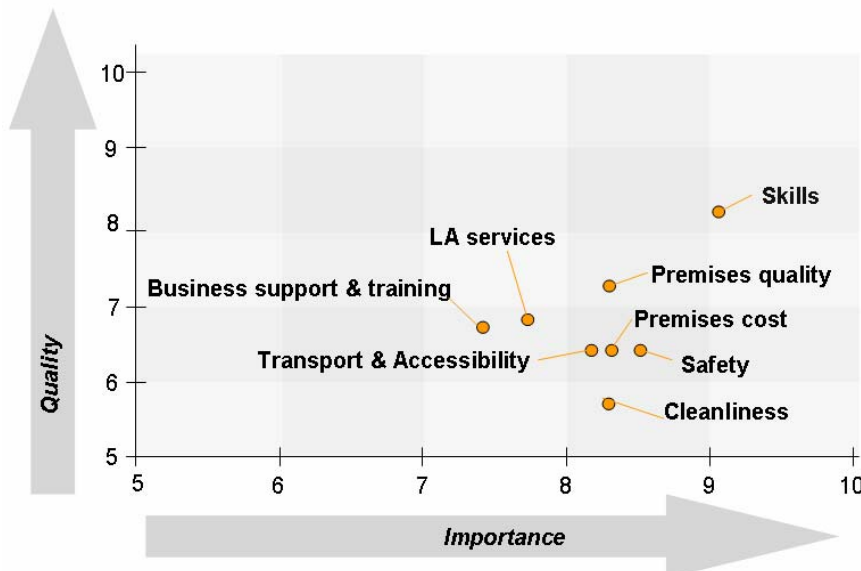 10
9
8
7
6
5
Quality
Skills
LA services
Premises quality
Business support & training
Premises cost
Transport & Accessibility
Safety
Cleanliness
5 6 7 8 9 10
Importance